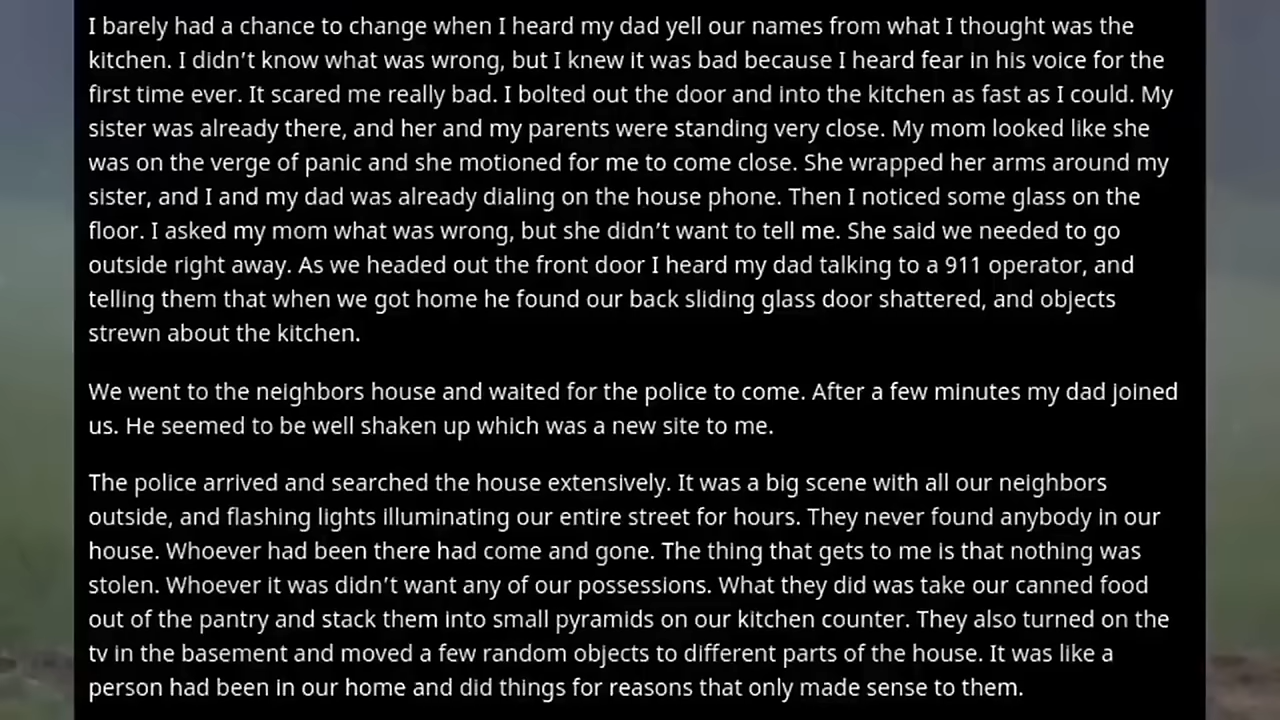 I barely had a chance to change when I heard my dad yell our names from what I thought was the
kitchen. I didn’t know what was wrong, but I knew it was bad because I heard fear in his voice for the
first time ever. It scared me really bad. I bolted out the door and into the kitchen as fast as I could. My
sister was already there, and her and my parents were standing very close. My mom looked like she
was on the verge of panic and she motioned for me to come close. She wrapped her arms around my
sister, and I and my dad was already dialing on the house phone. Then I noticed some glass on the
floor. I asked my mom what was wrong, but she didn’t want to tell me. She said we needed to go
outside right away. As we headed out the front door I heard my dad talking to a 911 operator, and
telling them that when we got home he found our back sliding glass door shattered, and objects
strewn about the kitchen.
We went to the neighbors house and waited for the police to come. After a few minutes my dad joined
us. He seemed to be well shaken up which was a new site to me.
The police arrived and searched the house extensively. It was a big scene with all our neighbors
outside, and flashing lights illuminating our entire street for hours. They never found anybody in our
house. Whoever had been there had come and gone. The thing that gets to me is that nothing was
stolen. Whoever it was didn’t want any of our possessions. What they did was take our canned food
out of the pantry and stack them into small pyramids on our kitchen counter. They also turned on the
tv in the basement and moved a few random objects to different parts of the house. It was like a
person had been in our home and did things for reasons that only made sense to them.